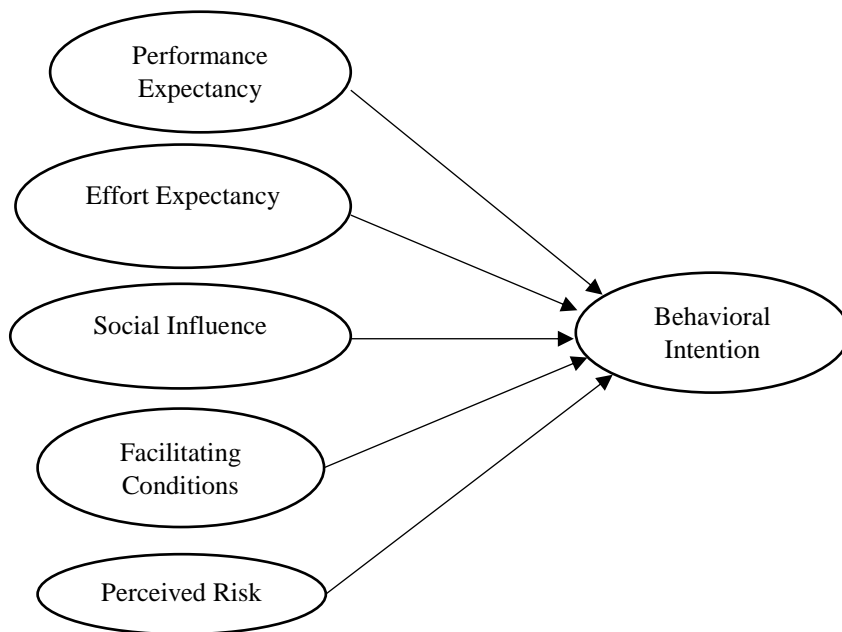 Performance
Expectancy
Effort Expectancy
Social Influence
Behavioral
Intention
Facilitating
Conditions
Perceived Risk